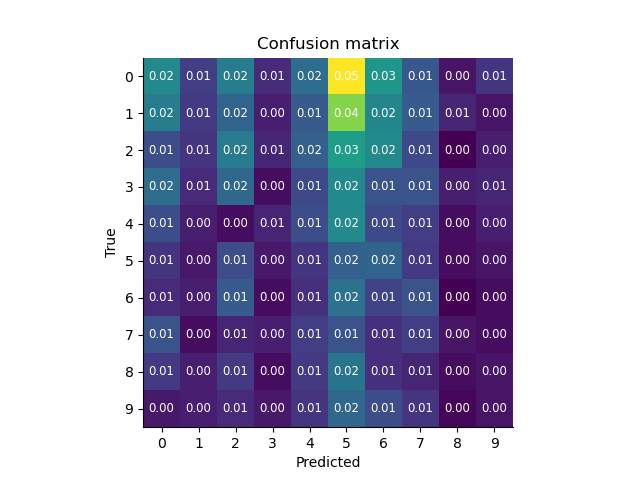 Confusion matrix
0 0.02 0.01 0.02 0.01 0.02 0.05 0.03 0.01 0.00 0.01
1 0.02 0.01 0.02 0.00 0.01 0.04 0.02 0.01 0.01 0.00
2 0.01 0.01 0.02 0.01 0.02 0.03 0.02 0.01 0.00 0.00
3 0.02 0.01 0.02 0.00 0.01 0.02 0.01 0.01 0.00 0.01
4 0.01 0.00 0.00 0.01 0.01 0.02 0.01 0.01 0.00 0.00
5 0.01 0.00 0.01 0.00 0.01 0.02 0.02 0.01 0.00 0.00
6 0.01 0.00 0.01 0.00 0.01 0.02 0.01 0.01 0.00 0.00
7 0.01 0.00 0.01 0.00 0.01 0.01 0.01 0.01 0.00 0.00
8 0.01 0.00 0.01 0.00 0.01 0.02 0.01 0.01 0.00 0.00
9 0.00 0.00 0.01 0.00 0.01 0.02 0.01 0.01 0.00 0.00
True
0 1 2 3 4 5 6 7 8 9
Predicted